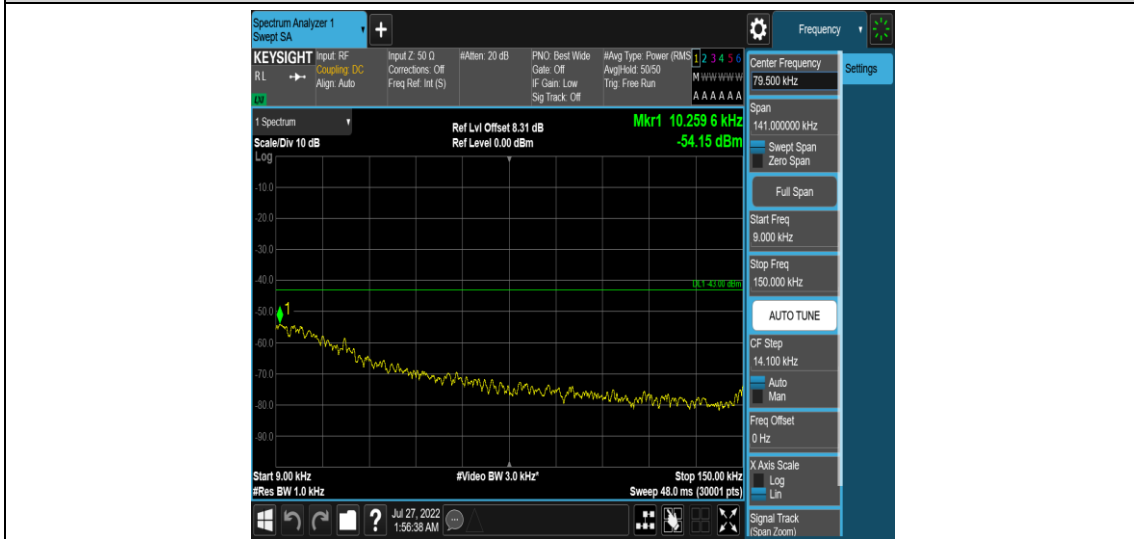 Spectrum Analyzer 1
Swept SA
+
Frequency
KEYSIGHT
RL
Input: RF
Coupling: DC
Align: Auto
Input Z: 50 Ω
Corrections: Off
Freq Ref: Int (S)
#Atten: 20 dB
PNO: Best Wide
Gate: Off
IF Gain: Low
Sig Track: Off
#Avg Type: Power (RMS
Avg|Hold: 50/50
Trig: Free Run
1 2 3 4 5 6
M W W W W W
A A A A A A
1 Spectrum
Scale/Div 10 dB
Log
Ref Lvl Offset 8.31 dB
Ref Level 0.00 dBm
Mkr1 10.259 6 kHz
-54.15 dBm
-10.0
-20.0
-30.0
-40.0
-50.0
-60.0
-70.0
-80.0
-90.0
DL1 -43.00 dBm
1
Start 9.00 kHz
#Res BW 1.0 kHz
#Video BW 3.0 kHz*
Stop 150.00 kHz
Sweep 48.0 ms (30001 pts)
Center Frequency
79.500 kHz
Settings
Span
141.000000 kHz
Swept Span
Zero Span
Full Span
Start Freq
9.000 kHz
Stop Freq
150.000 kHz
AUTO TUNE
CF Step
14.100 kHz
Auto
Man
Freq Offset
0 Hz
X Axis Scale
Log
Lin
Signal Track
(Span Zoom)
?
Jul 27, 2022
1:56:38 AM